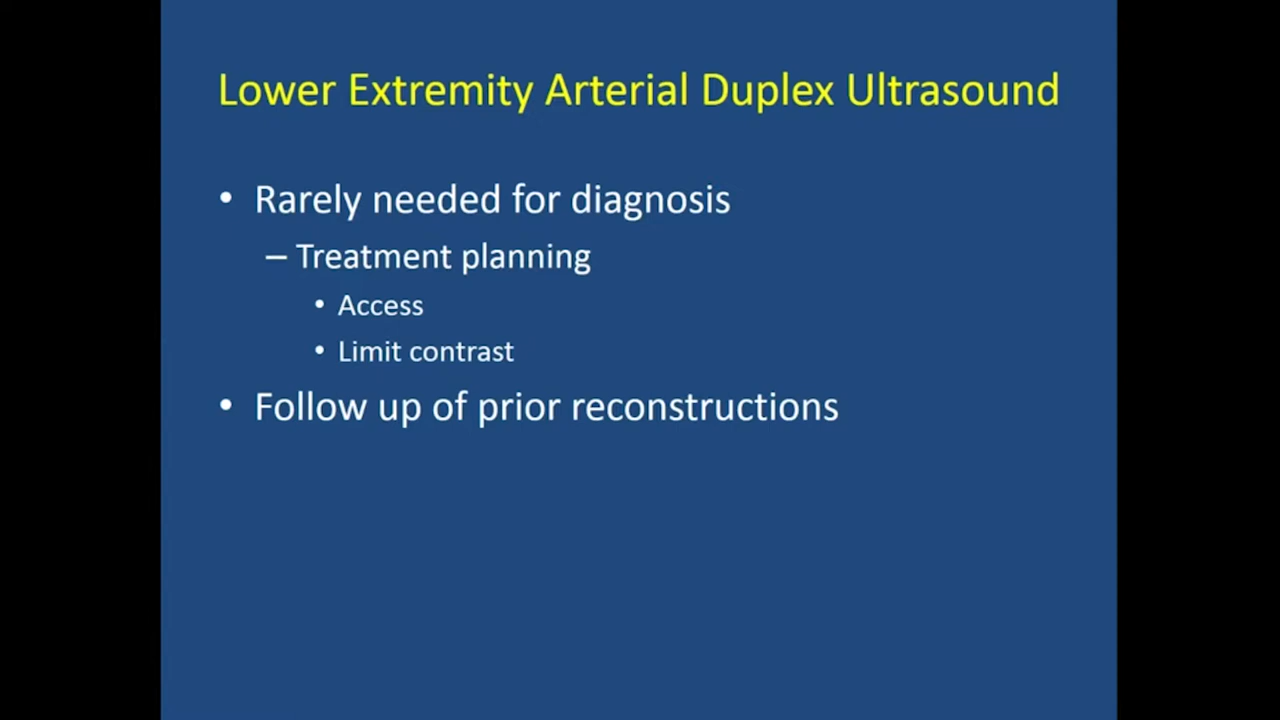 Lower Extremity Arterial Duplex Ultrasound
• Rarely needed for diagnosis
– Treatment planning
• Access
• Limit contrast
• Follow up of prior reconstructions